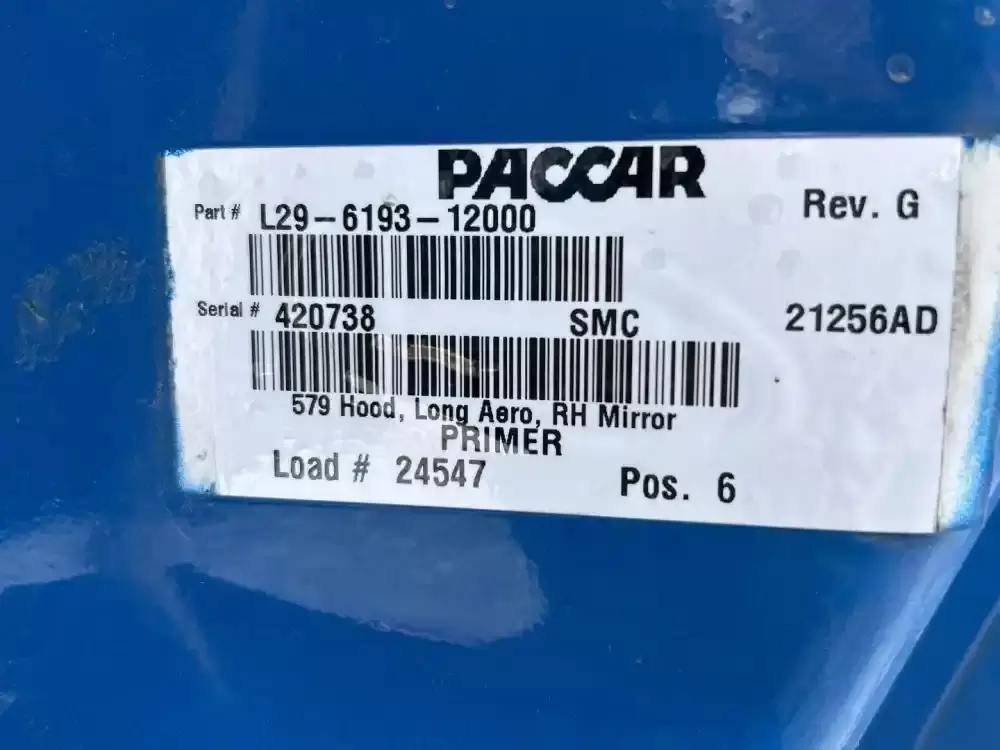 PACCAR
Part # L29-6193-12000 Rev. G
Serial # 420738 SMC 21256AD
579 Hood, Long Aero, RH Mirror
PRIMER
Load # 24547 Pos. 6